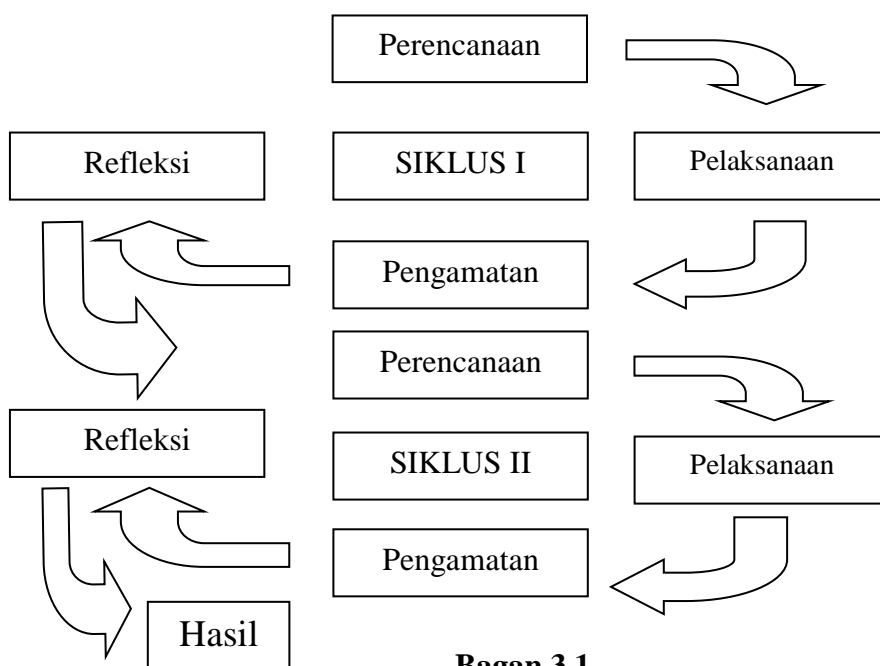 Perencanaan
Refleksi
SIKLUS I
Pelaksanaan
Pengamatan
Perencanaan
Refleksi
SIKLUS II
Pelaksanaan
Pengamatan
Hasil
Bagan 3.1